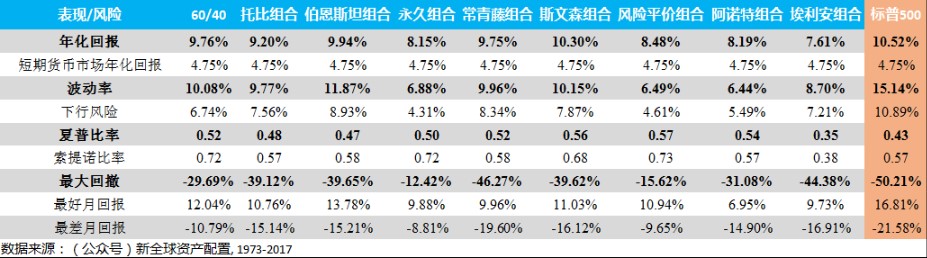 表现/风险 60/40 托比组合 伯恩斯坦组合 永久组合 常青藤组合 斯文森组合 风险平价组合 阿诺特组合 埃利安组合 标普500
年化回报 9.76% 9.20% 9.94% 8.15% 9.75% 10.30% 8.48% 8.19% 7.61% 10.52%
短期货币市场年化回报 4.75% 4.75% 4.75% 4.75% 4.75% 4.75% 4.75% 4.75% 4.75% 4.75%
波动率 10.08% 9.77% 11.87% 6.88% 9.96% 10.15% 6.49% 6.44% 8.70% 15.14%
下行风险 6.74% 7.56% 8.93% 4.31% 8.34% 7.87% 4.61% 5.49% 7.21% 10.89%
夏普比率 0.52 0.48 0.47 0.50 0.52 0.56 0.57 0.54 0.35 0.43
索提诺比率 0.72 0.57 0.58 0.72 0.58 0.68 0.73 0.57 0.38 0.57
最大回撤 -29.69% -39.12% -39.65% -12.42% -46.27% -39.62% -15.62% -31.08% -44.38% -50.21%
最好月回报 12.04% 10.76% 13.78% 9.88% 9.96% 11.03% 10.94% 6.95% 9.73% 16.81%
最差月回报 -10.79% -15.14% -15.21% -8.81% -19.60% -16.12% -9.65% -14.90% -16.91% -21.58%
数据来源：（公众号）新全球资产配置, 1973-2017